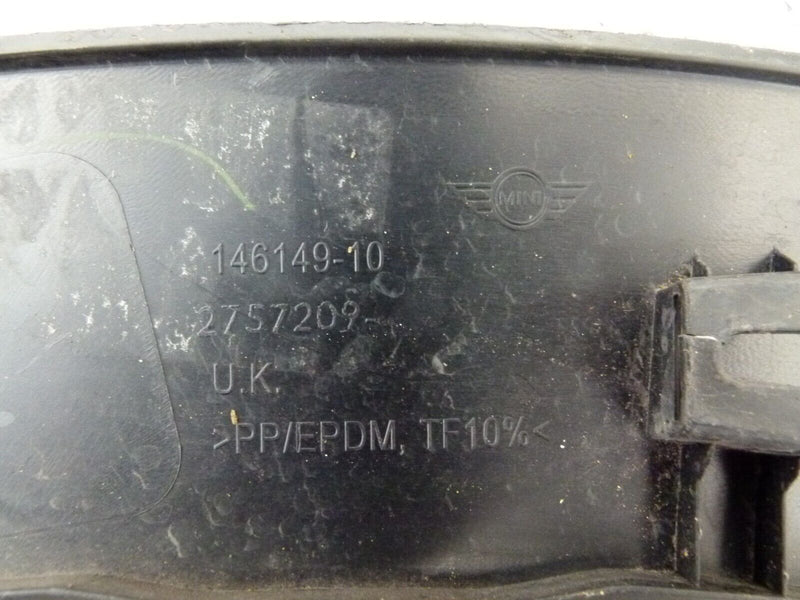 MINI
146149-10
2757209-
U.K.
>PP/EPDM, TF10%<